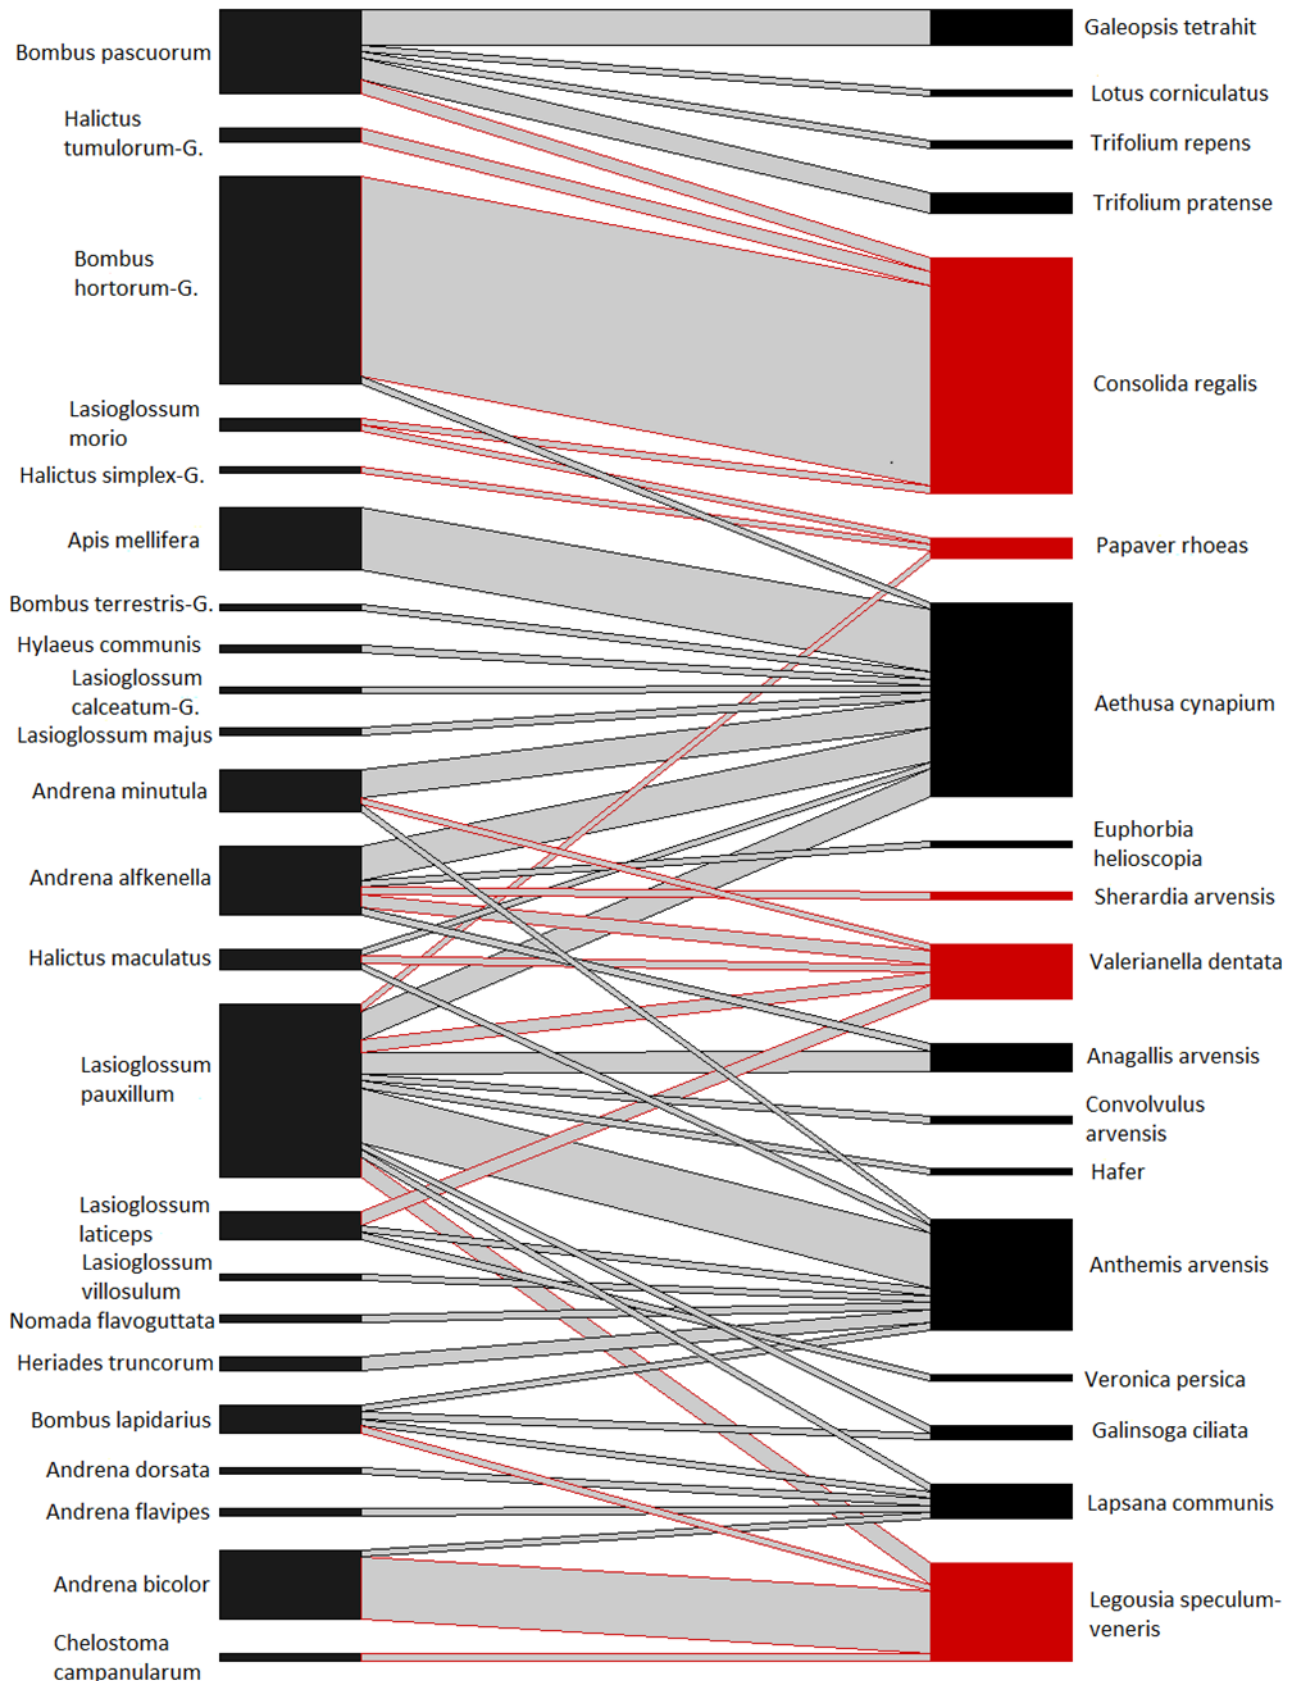 Bombus pascuorum
Halictus
tumulorum-G.
Bombus
hortorum-G.
Lasioglossum
morio
Halictus simplex-G.
Apis mellifera
Bombus terrestris-G.
Hylaeus communis
Lasioglossum
calceatum-G.
Lasioglossum majus
Andrena minutula
Andrena alfkenella
Halictus maculatus
Lasioglossum
pauxillum
Lasioglossum
laticeps
Lasioglossum
villosulum
Nomada flavoguttata
Heriades truncorum
Bombus lapidarius
Andrena dorsata
Andrena flavipes
Andrena bicolor
Chelostoma
campanularum
Galeopsis tetrahit
Lotus corniculatus
Trifolium repens
Trifolium pratense
Consolida regalis
Papaver rhoeas
Aethusa cynapium
Euphorbia
helioscopia
Sherardia arvensis
Valerianella dentata
Anagallis arvensis
Convolvulus
arvensis
Hafer
Anthemis arvensis
Veronica persica
Galinsoga ciliata
Lapsana communis
Legousia speculum-
veneris